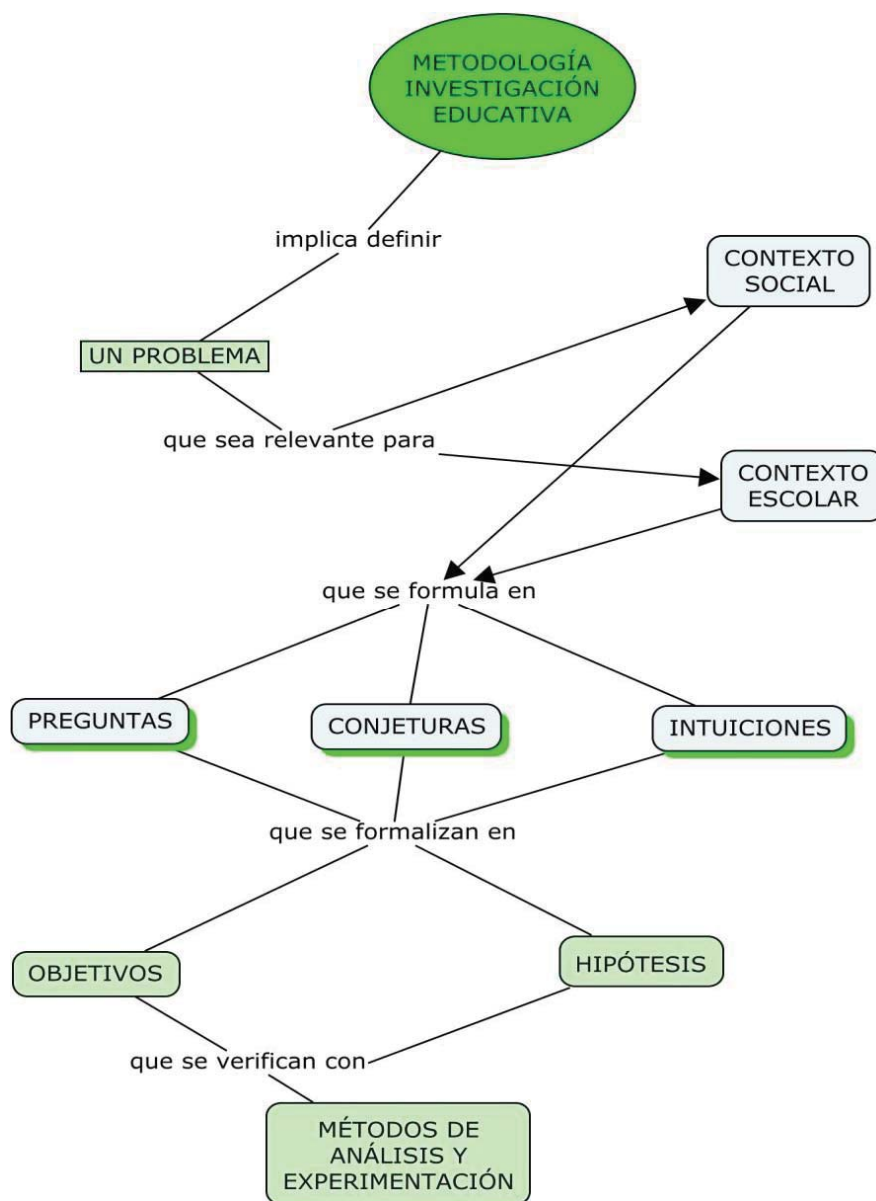 METODOLOGÍA
INVESTIGACIÓN
EDUCATIVA
implica definir
CONTEXTO
SOCIAL
UN PROBLEMA
que sea relevante para
CONTEXTO
ESCOLAR
que se formula en
PREGUNTAS
CONJETURAS
INTUICIONES
que se formalizan en
OBJETIVOS
HIPÓTESIS
que se verifican con
MÉTODOS DE
ANÁLISIS Y
EXPERIMENTACIÓN